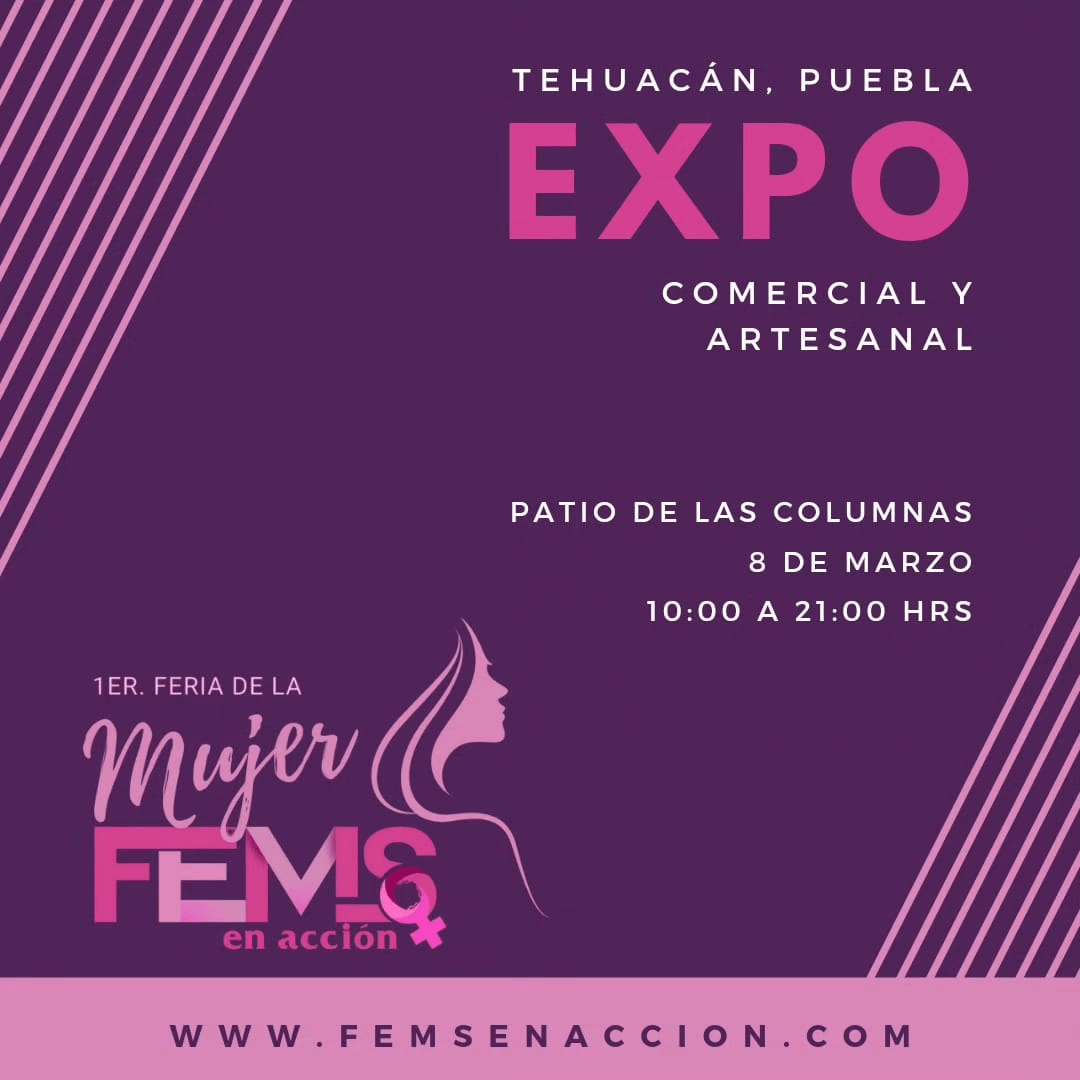 TEHUACÁN, PUEBLA
EXPO
COMERCIAL Y
ARTESANAL
PATIO DE LAS COLUMNAS
8 DE MARZO
10:00 A 21:00 HRS
1ER. FERIA DE LA
Mujer
FEMS
en acción
WWW.FEMSENACCION.COM